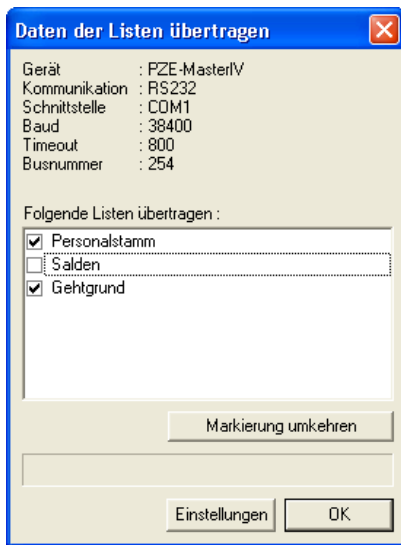 Daten der Listen übertragen
Gerät : PZE-MasterIV
Kommunikation : RS232
Schnittstelle : COM1
Baud : 38400
Timeout : 800
Busnummer : 254
Folgende Listen übertragen :
Personalstamm
Salden
Gehtgrund
Markierung umkehren
Einstellungen OK